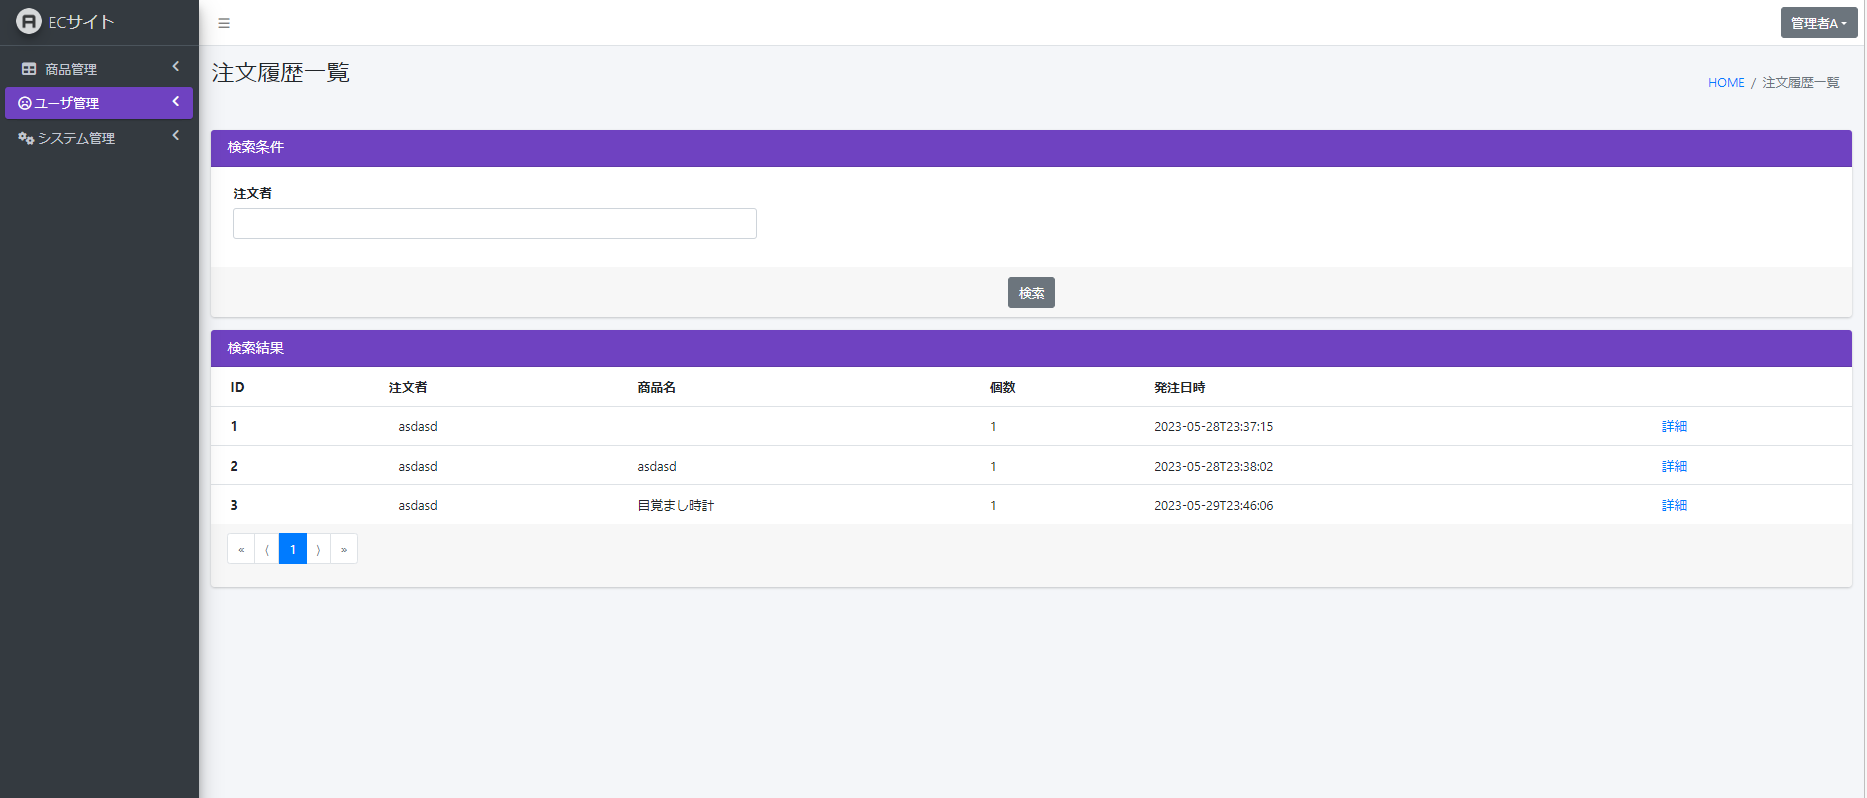 ECサイト
☰
管理者A
商品管理
ユーザ管理
システム管理
注文履歴一覧
HOME / 注文履歴一覧
検索条件
注文者
検索
検索結果
ID 注文者 商品名 個数 発注日時
1 asdasd 1 2023-05-28T23:37:15 詳細
2 asdasd asdasd 1 2023-05-28T23:38:02 詳細
3 asdasd 目覚まし時計 1 2023-05-29T23:46:06 詳細
« ⟨ 1 ⟩ »